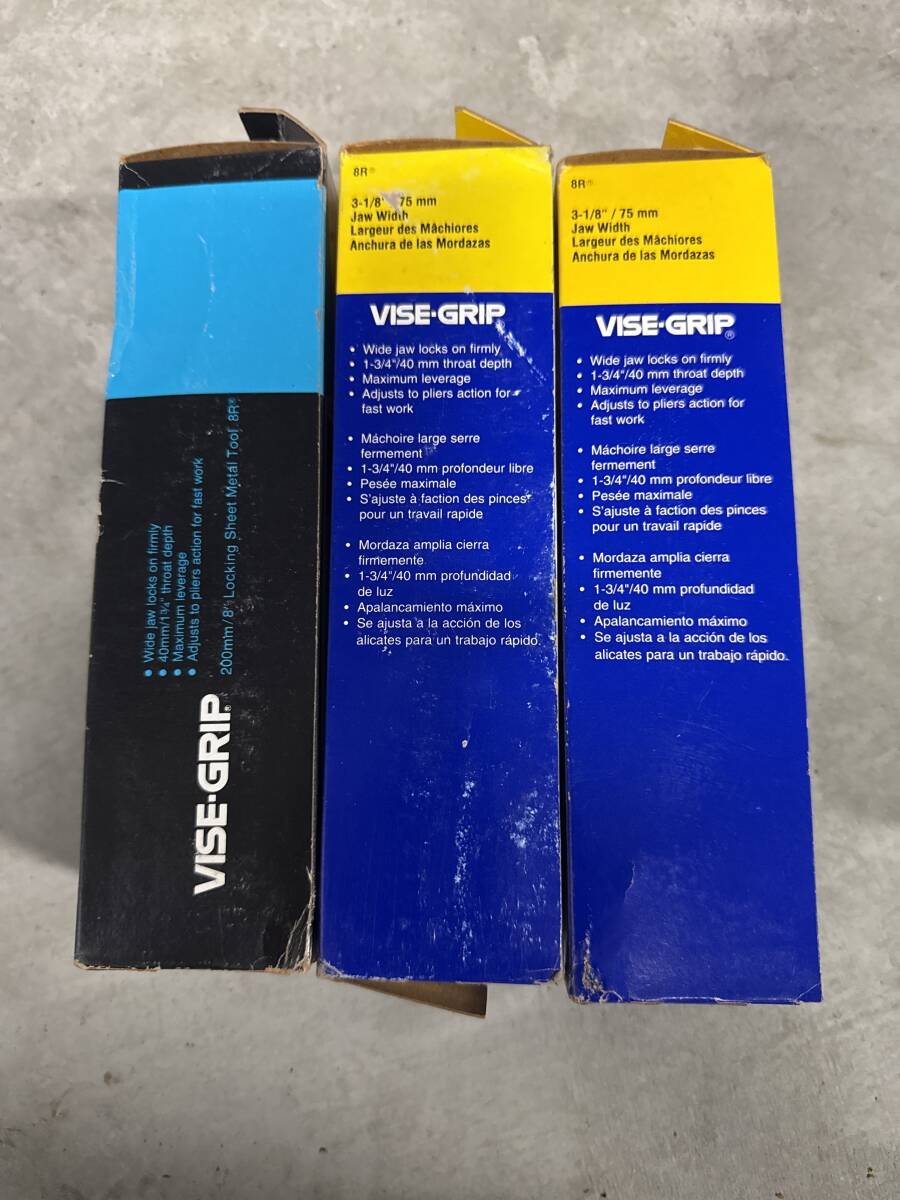 ● Wide jaw locks on firmly
● 40mm/1¾" throat depth
● Maximum leverage
● Adjusts to pliers action for fast work
200mm/8" Locking Sheet Metal Tool 8R®
VISE-GRIP®
8R®
3-1/8" 75 mm
Jaw Width
Largeur des Mâchiores
Anchura de las Mordazas
VISE-GRIP
• Wide jaw locks on firmly
• 1-3/4"/40 mm throat depth
• Maximum leverage
• Adjusts to pliers action for
fast work
• Máchoire large serre
fermement
• 1-3/4"/40 mm profondeur libre
• Pesée maximale
• S'ajuste à faction des pinces
pour un travail rapide
• Mordaza amplia cierra
firmemente
• 1-3/4"/40 mm profundidad
de luz
• Apalancamiento máximo
• Se ajusta a la acción de los
alicates para un trabajo rápido.
8R®
3-1/8" / 75 mm
Jaw Width
Largeur des Mâchiores
Anchura de las Mordazas
VISE-GRIP®
• Wide jaw locks on firmly
• 1-3/4"/40 mm throat depth
• Maximum leverage
• Adjusts to pliers action for
fast work
• Máchoire large serre
fermement
• 1-3/4"/40 mm profondeur libre
• Pesée maximale
• S'ajuste à faction des pinces
pour un travail rapide
• Mordaza amplia cierra
firmemente
• 1-3/4"/40 mm profundidad
de luz
• Apalancamiento máximo
• Se ajusta a la acción de los
alicates para un trabajo rápido.